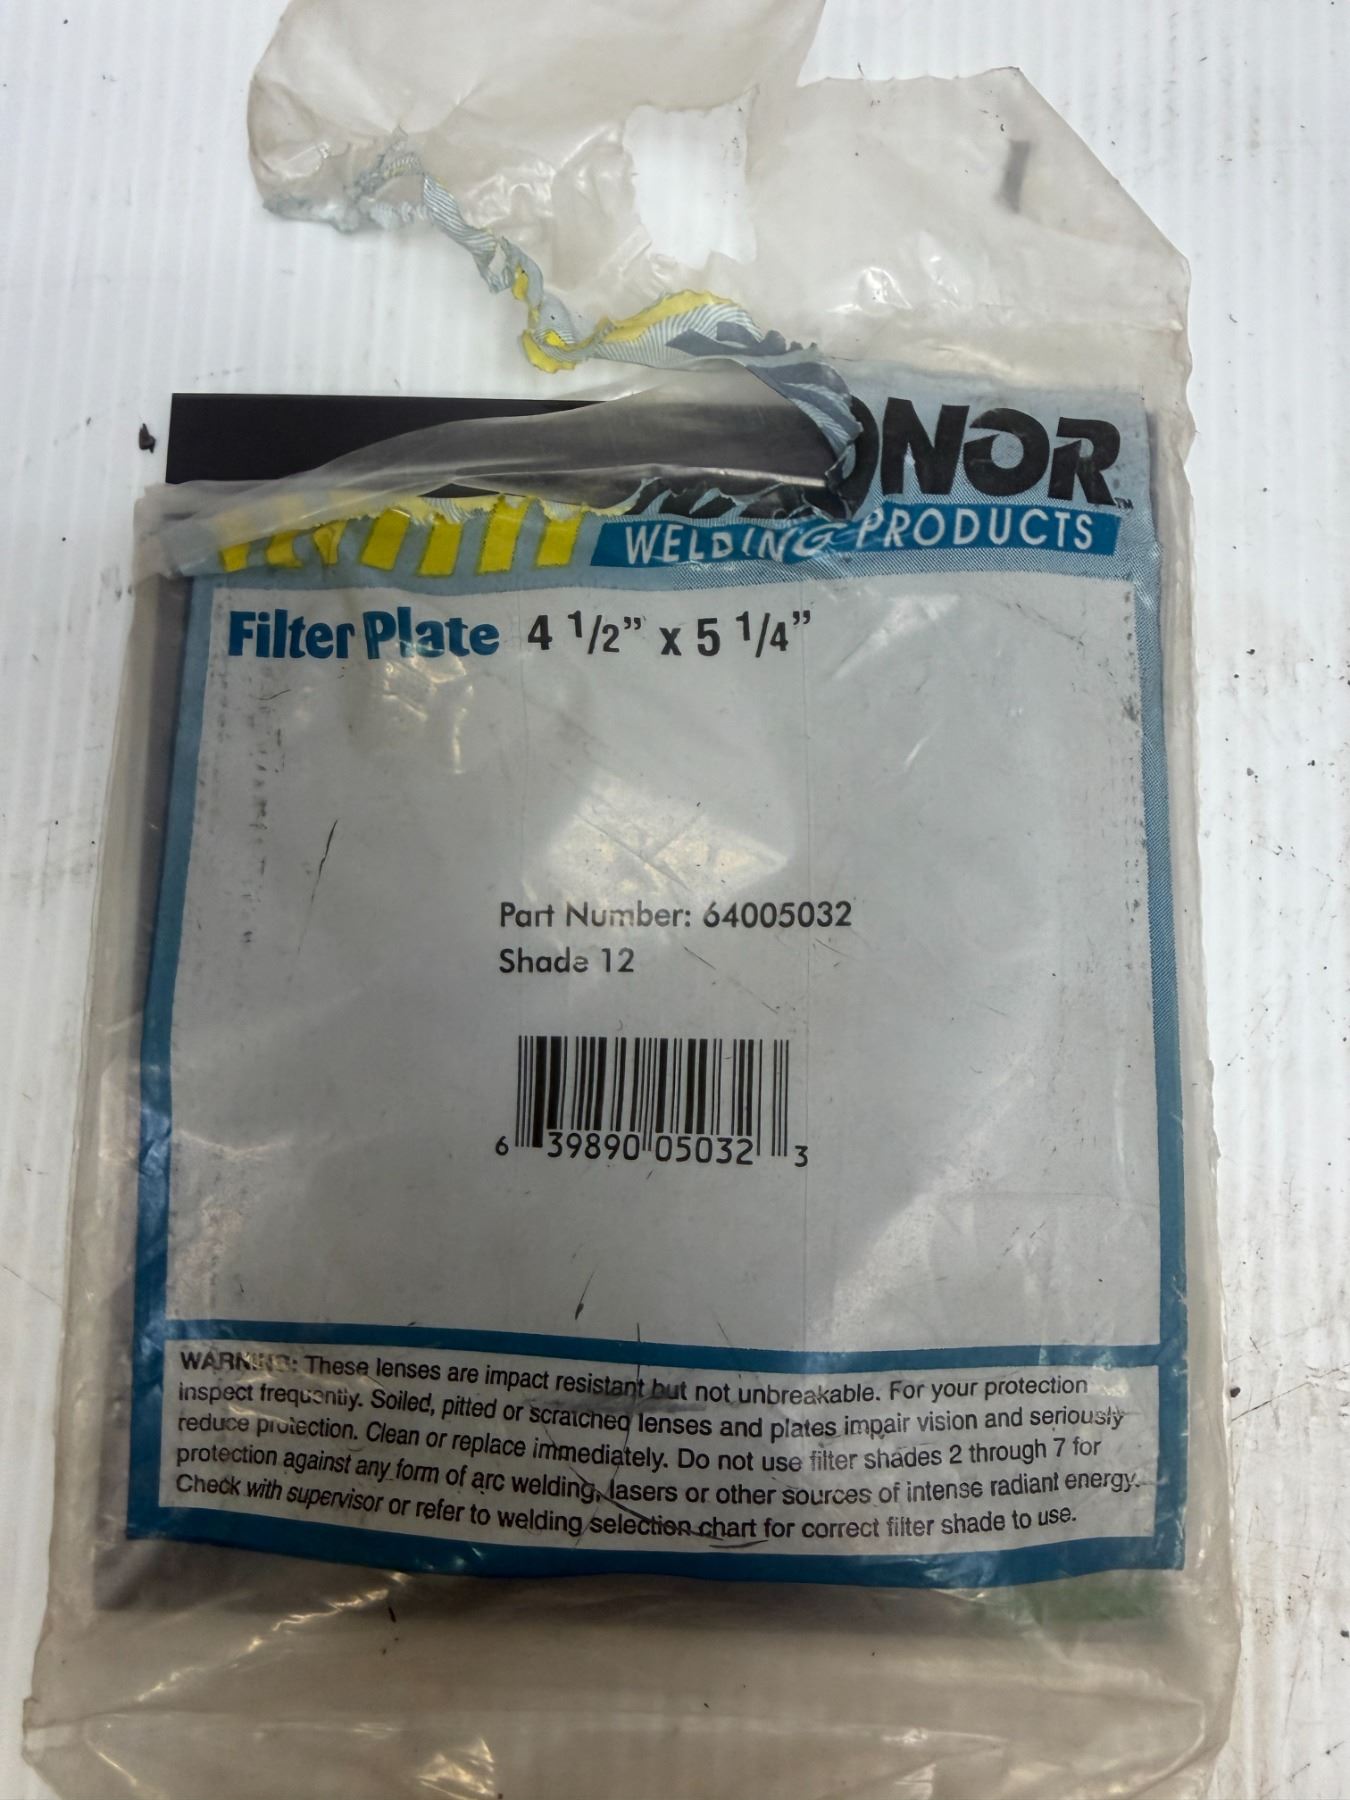 NOR
™
WELDING PRODUCTS
Filter Plate 4 1/2” x 5 1/4”
Part Number: 64005032
Shade 12
6 39890 05032 3
WARNING: These lenses are impact resistant but not unbreakable. For your protection
inspect frequently. Soiled, pitted or scratched lenses and plates impair vision and seriously
reduce protection. Clean or replace immediately. Do not use filter shades 2 through 7 for
protection against any form of arc welding, lasers or other sources of intense radiant energy.
Check with supervisor or refer to welding selection chart for correct filter shade to use.